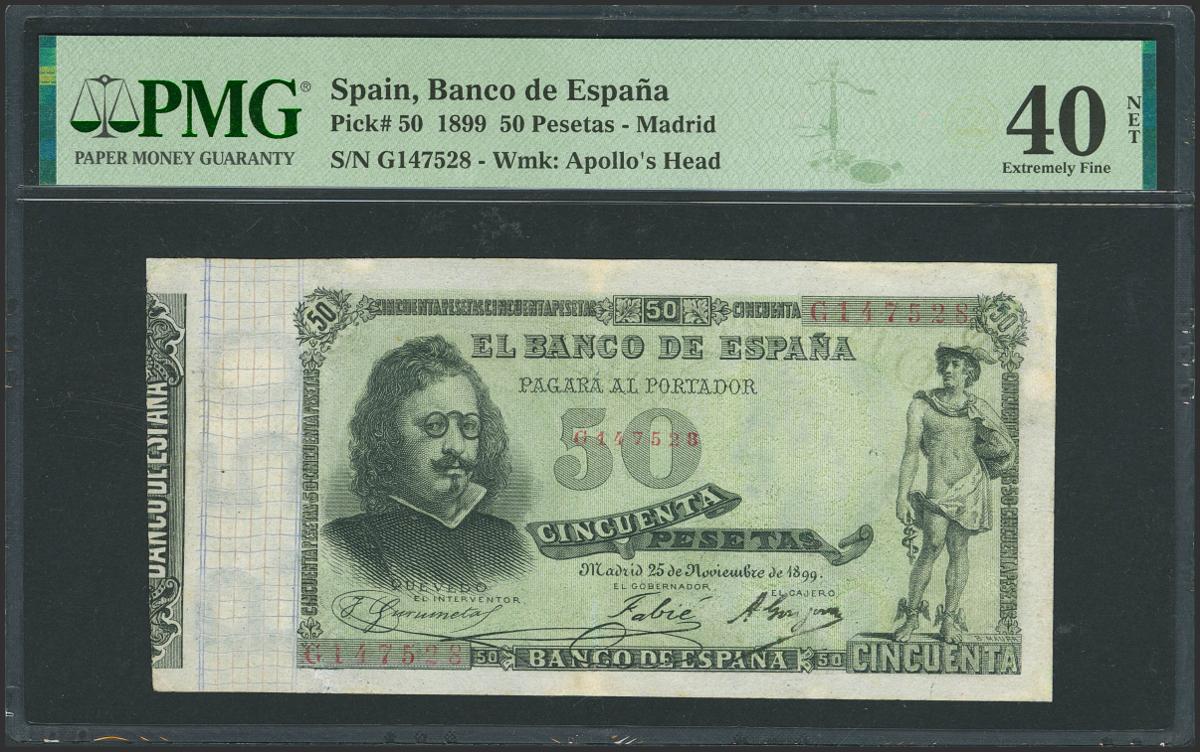 PMG®
PAPER MONEY GUARANTY
Spain, Banco de España
Pick# 50 1899 50 Pesetas - Madrid
S/N G147528 - Wmk: Apollo's Head
40
NET
Extremely Fine
BANCO DE ESPAÑA
50
CINCUENTA PESETAS CINCUENTA PESETAS
50
CINCUENTA
G147528
50
EL BANCO DE ESPAÑA
PAGARÁ AL PORTADOR
50
G147528
CINCUENTA
PESETAS
Madrid 25 de Noviembre de 1899.
QUEVEDO
EL INTERVENTOR
EL GOBERNADOR
EL CAJERO
Fabié
B. MAURA
G147528
50
BANCO DE ESPAÑA
50
CINCUENTA